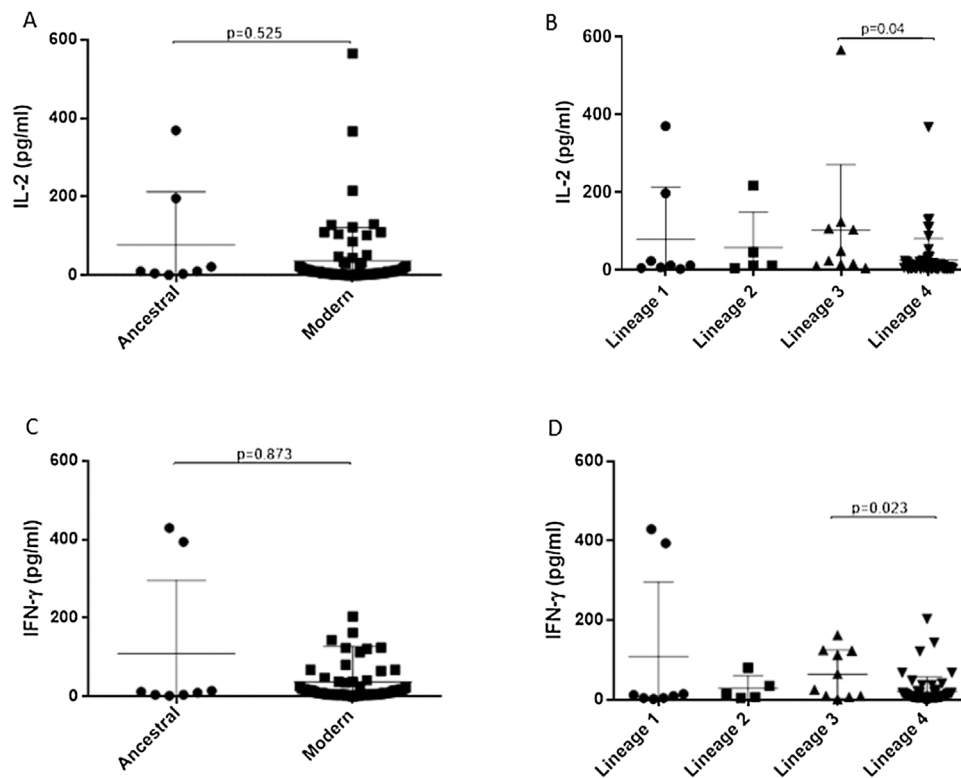 A
p=0.525
600
400
200
0
IL-2 (pg/ml)
Ancestral
Modern
B
p=0.04
600
400
200
0
IL-2 (pg/ml)
Lineage 1
Lineage 2
Lineage 3
Lineage 4
C
p=0.873
600
400
200
0
IFN-γ (pg/ml)
Ancestral
Modern
D
p=0.023
600
400
200
0
IFN-γ (pg/ml)
Lineage 1
Lineage 2
Lineage 3
Lineage 4